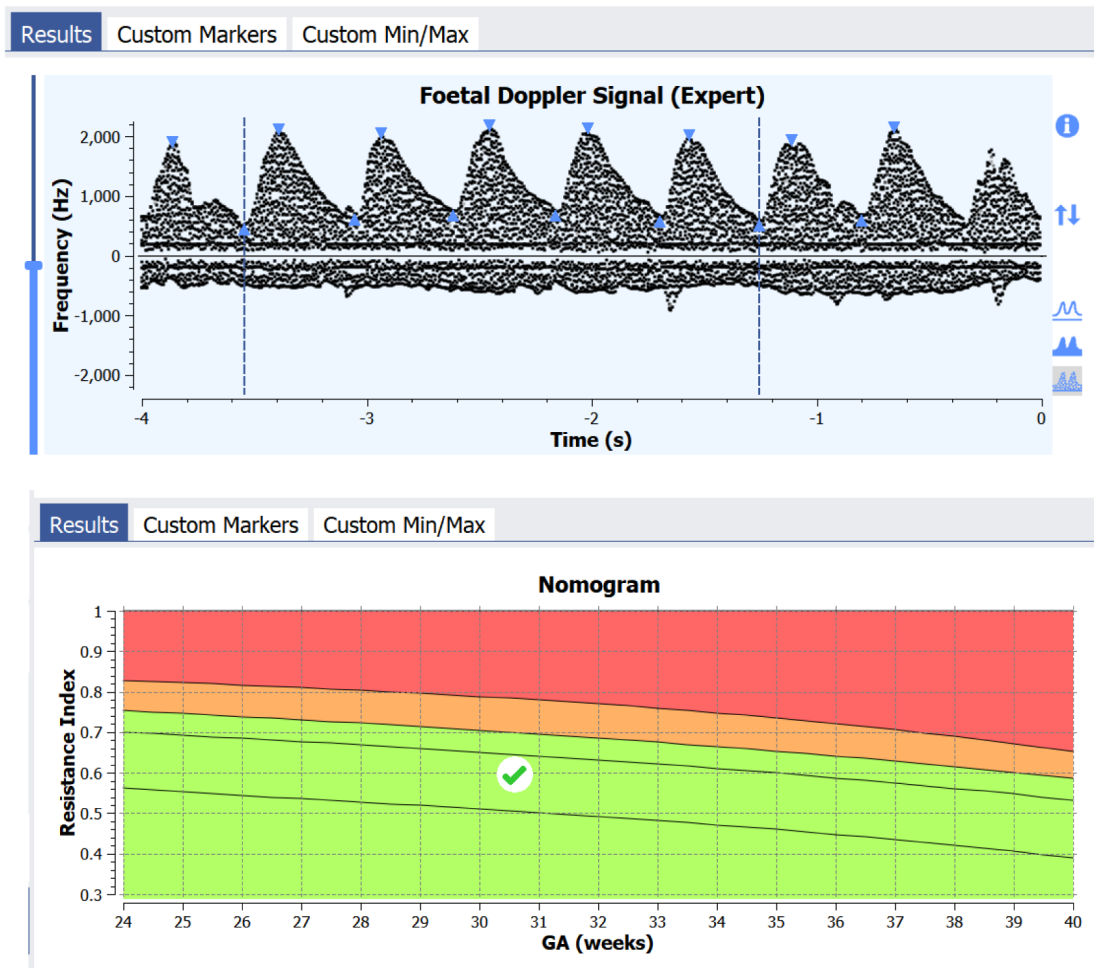 Results Custom Markers Custom Min/Max
Foetal Doppler Signal (Expert)
2,000
1,000
0
-1,000
-2,000
Frequency (Hz)
-4 -3 -2 -1 0
Time (s)
Results Custom Markers Custom Min/Max
Nomogram
1
0.9
0.8
0.7
0.6
0.5
0.4
0.3
Resistance Index
24 25 26 27 28 29 30 31 32 33 34 35 36 37 38 39 40
GA (weeks)